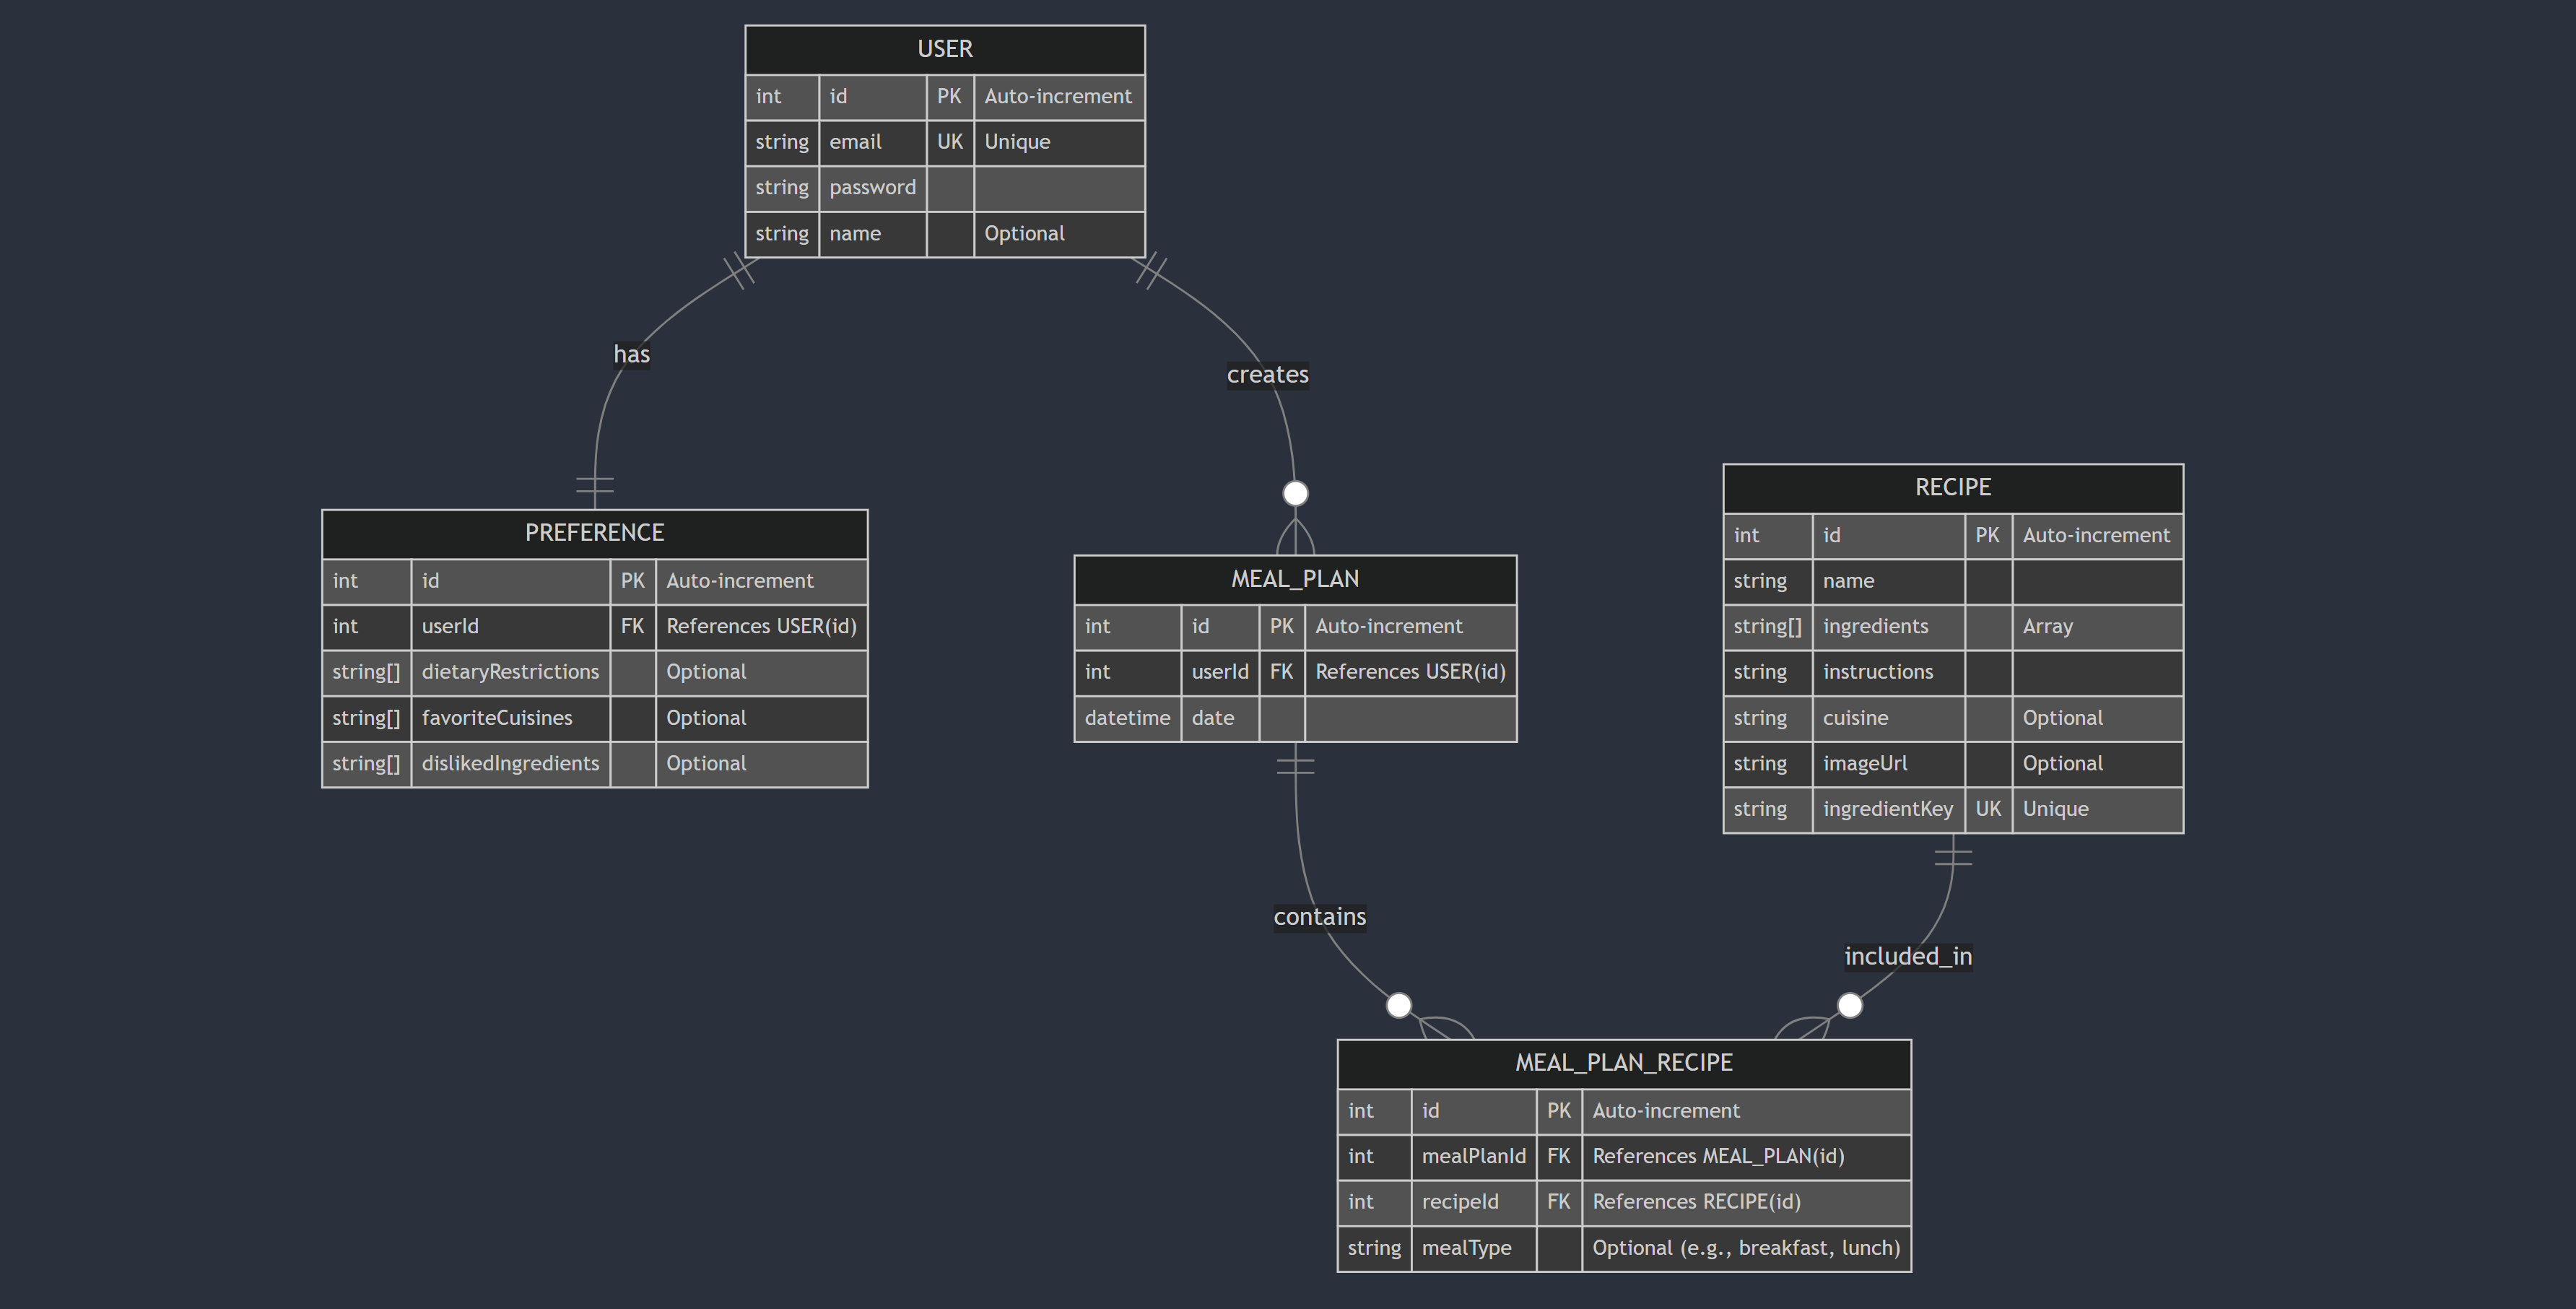 USER
int id PK Auto-increment
string email UK Unique
string password
string name Optional
has
creates
PREFERENCE
int id PK Auto-increment
int userId FK References USER(id)
string[] dietaryRestrictions Optional
string[] favoriteCuisines Optional
string[] dislikedIngredients Optional
MEAL_PLAN
int id PK Auto-increment
int userId FK References USER(id)
datetime date
RECIPE
int id PK Auto-increment
string name
string[] ingredients Array
string instructions
string cuisine Optional
string imageUrl Optional
string ingredientKey UK Unique
contains
included_in
MEAL_PLAN_RECIPE
int id PK Auto-increment
int mealPlanId FK References MEAL_PLAN(id)
int recipeId FK References RECIPE(id)
string mealType Optional (e.g., breakfast, lunch)